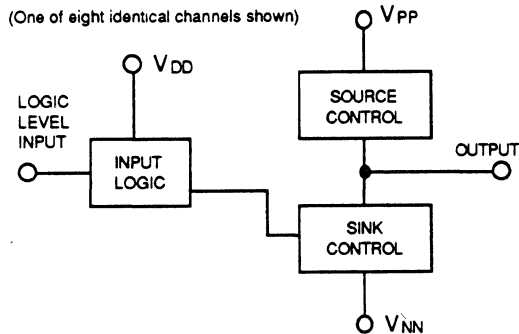 (One of eight identical channels shown)
VPP
VDD
SOURCE
CONTROL
LOGIC
LEVEL
INPUT
OUTPUT
INPUT
LOGIC
SINK
CONTROL
VNN